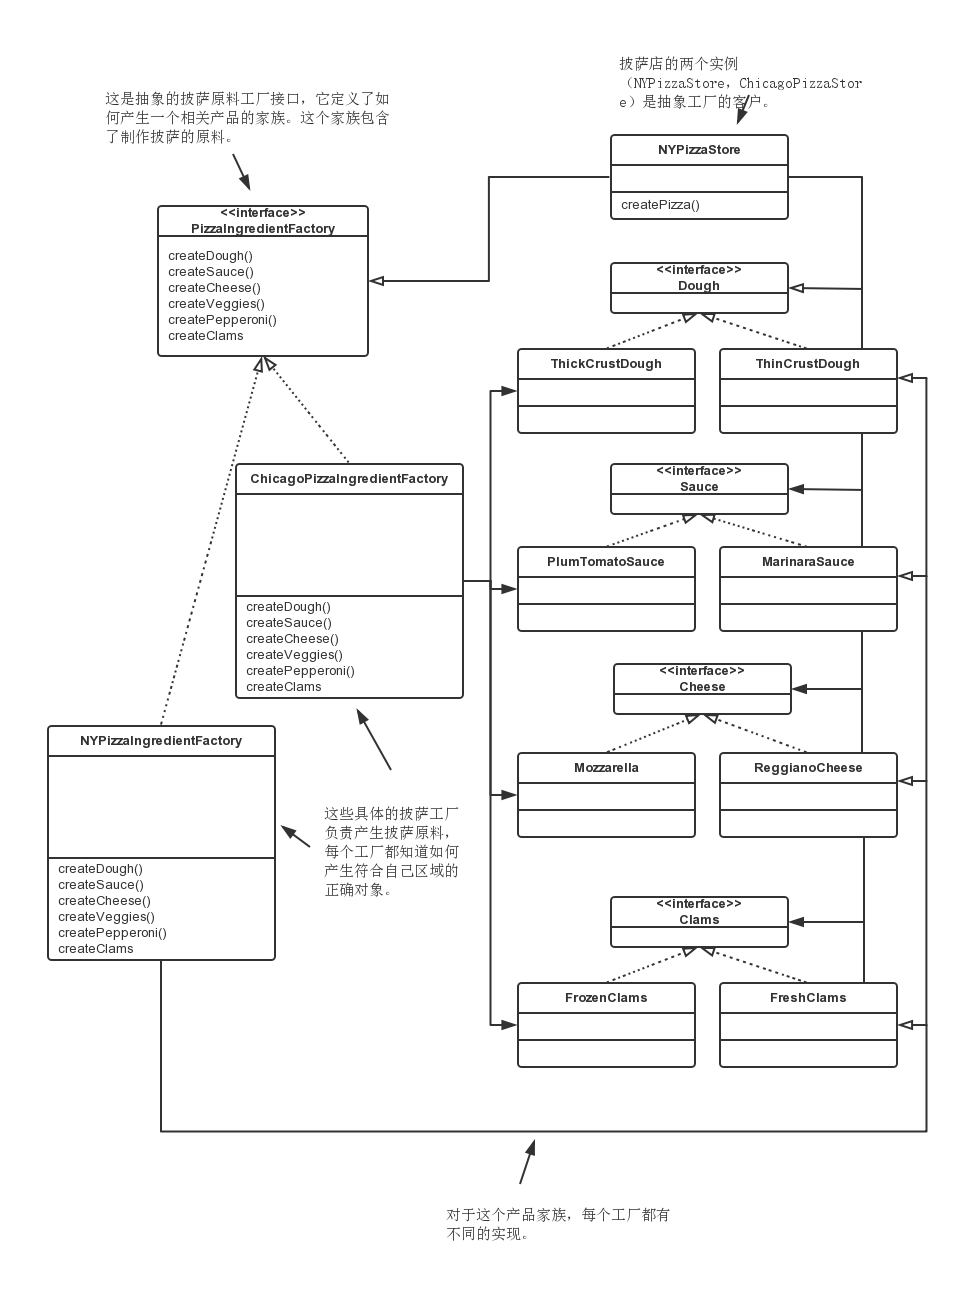 披萨店的两个实例
（NYPizzaStore，ChicagoPizzaStor
e）是抽象工厂的客户。
这是抽象的披萨原料工厂接口，它定义了如
何产生一个相关产品的家族。这个家族包含
了制作披萨的原料。
NYPizzaStore
createPizza()
<<interface>>
PizzaIngredientFactory
createDough()
createSauce()
createCheese()
createVeggies()
createPepperoni()
createClams
<<interface>>
Dough
ThickCrustDough
ThinCrustDough
<<interface>>
Sauce
ChicagoPizzaIngredientFactory
createDough()
createSauce()
createCheese()
createVeggies()
createPepperoni()
createClams
PlumTomatoSauce
MarinaraSauce
<<interface>>
Cheese
Mozzarella
ReggianoCheese
NYPizzaIngredientFactory
createDough()
createSauce()
createCheese()
createVeggies()
createPepperoni()
createClams
这些具体的披萨工厂
负责产生披萨原料，
每个工厂都知道如何
产生符合自己区域的
正确对象。
<<interface>>
Clams
FrozenClams
FreshClams
对于这个产品家族，每个工厂都有
不同的实现。